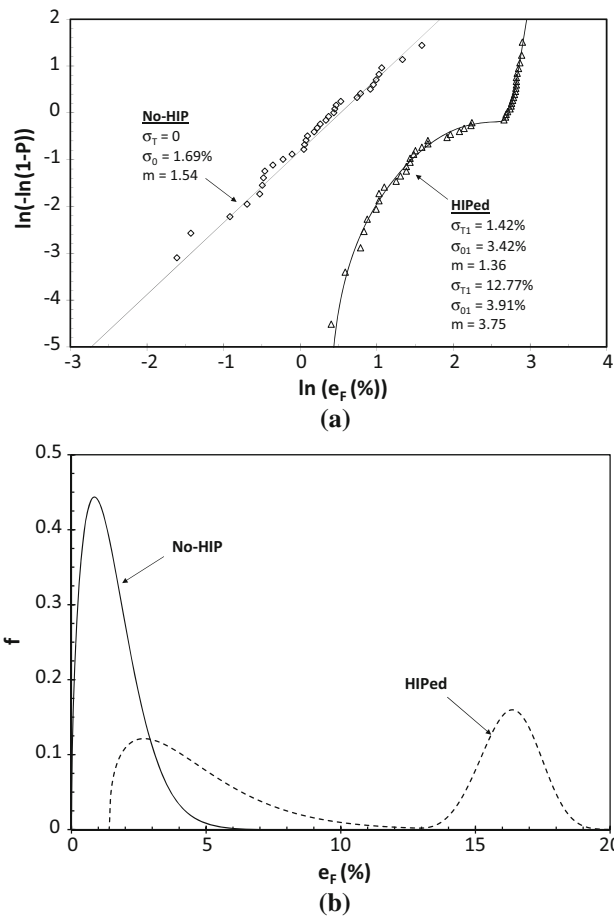 2
1
0
-1
-2
-3
-4
-5
ln(-ln(1-P))
No-HIP
σT = 0
σ0 = 1.69%
m = 1.54
HIPed
σT1 = 1.42%
σ01 = 3.42%
m = 1.36
σT1 = 12.77%
σ01 = 3.91%
m = 3.75
-3 -2 -1 0 1 2 3 4
ln (eF (%))
(a)
0.5
0.4
0.3
0.2
0.1
0
f
No-HIP
HIPed
0 5 10 15 20
eF (%)
(b)